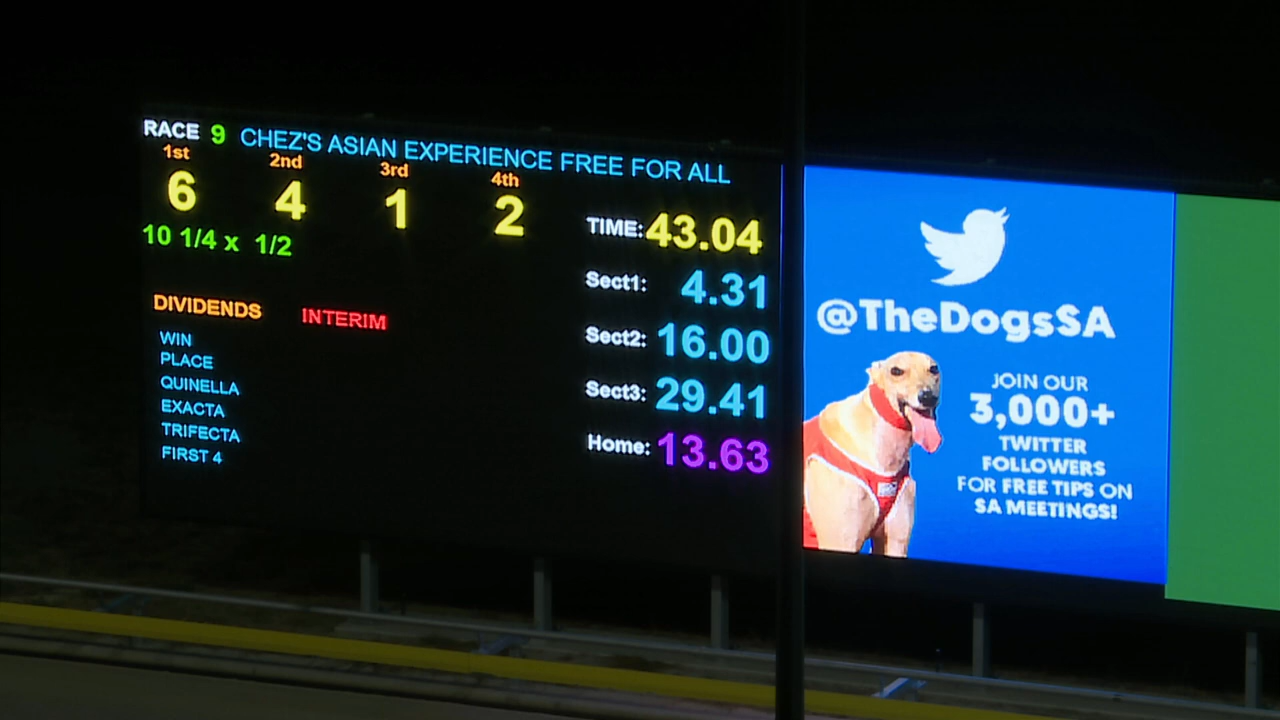 RACE 9 CHEZ'S ASIAN EXPERIENCE FREE FOR ALL
1st 2nd 3rd 4th
6 4 1 2
10 1/4 x 1/2
TIME: 43.04
Sect1: 4.31
Sect2: 16.00
Sect3: 29.41
Home: 13.63
DIVIDENDS INTERIM
WIN
PLACE
QUINELLA
EXACTA
TRIFECTA
FIRST 4
@TheDogsSA
JOIN OUR
3,000+
TWITTER
FOLLOWERS
FOR FREE TIPS ON
SA MEETINGS!